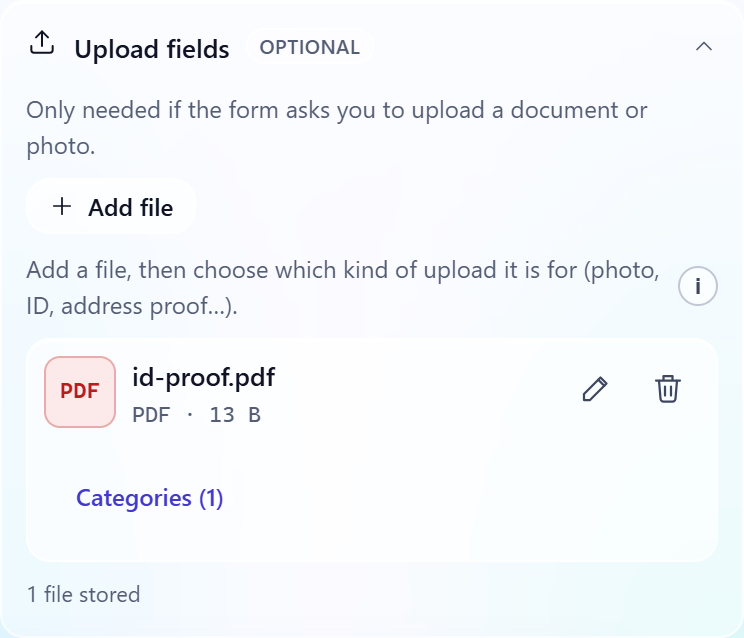 Upload fields OPTIONAL
Only needed if the form asks you to upload a document or
photo.
+ Add file
Add a file, then choose which kind of upload it is for (photo,
ID, address proof...).
i
PDF
id-proof.pdf
PDF · 13 B
Categories (1)
1 file stored